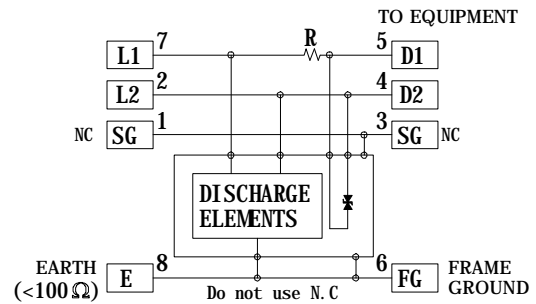 TO EQUIPMENT
L1 7 R 5 D1
L2 2 4 D2
NC SG 1 3 SG NC
DISCHARGE
ELEMENTS
EARTH
(<100Ω)
E 8 6 FG
FRAME
GROUND
Do not use N.C